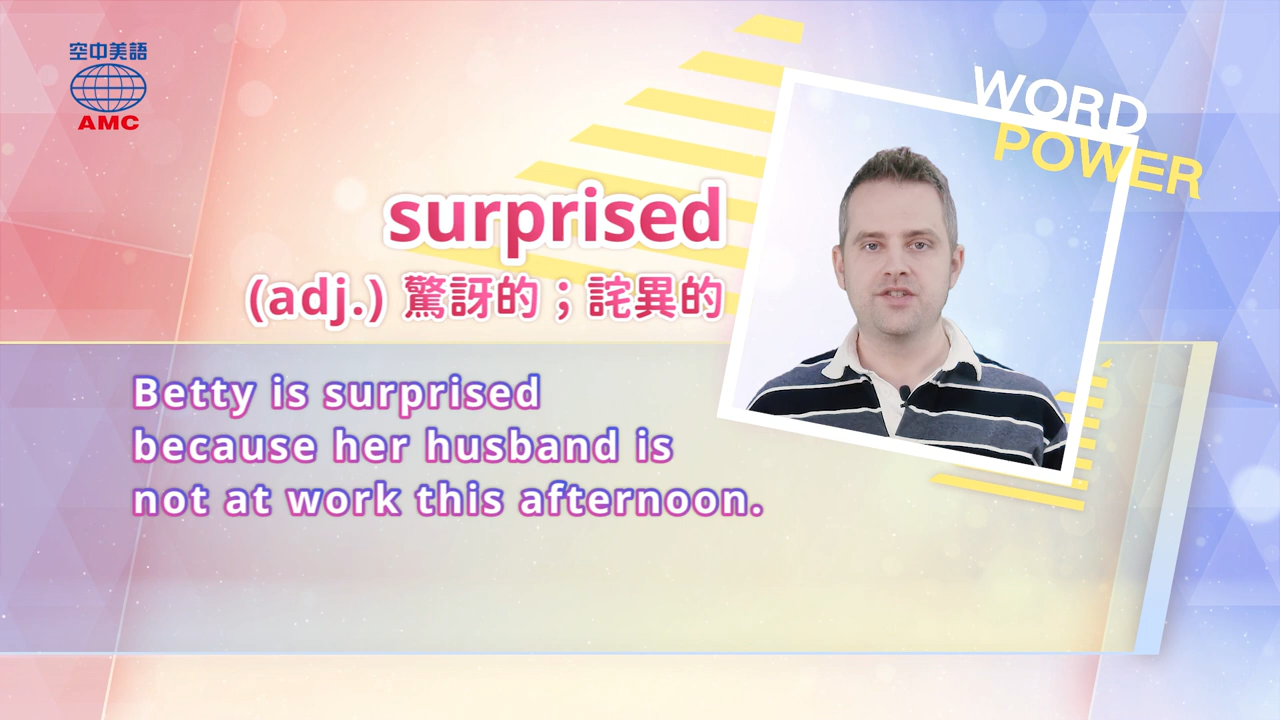 空中美語
AMC
WORD
POWER
surprised
(adj.) 驚訝的；詫異的
Betty is surprised
because her husband is
not at work this afternoon.